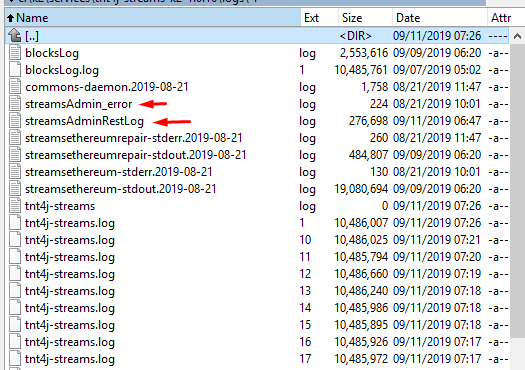 Name Ext Size Date Attr
[..] <DIR> 09/11/2019 07:26 ----
blocksLog log 2,553,616 09/09/2019 06:20 -a--
blocksLog.log 1 10,485,761 09/07/2019 05:02 -a--
commons-daemon.2019-08-21 log 1,758 08/21/2019 11:47 -a--
streamsAdmin_error log 224 08/21/2019 10:01 -a--
streamsAdminRestLog log 276,698 09/11/2019 06:47 -a--
streamsethereumrepair-stderr.2019-08-21 log 260 08/21/2019 11:47 -a--
streamsethereumrepair-stdout.2019-08-21 log 484,807 09/09/2019 06:20 -a--
streamsethereum-stderr.2019-08-21 log 130 08/21/2019 10:01 -a--
streamsethereum-stdout.2019-08-21 log 19,080,694 09/09/2019 06:20 -a--
tnt4j-streams log 0 09/11/2019 07:26 -a--
tnt4j-streams.log 1 10,486,007 09/11/2019 07:26 -a--
tnt4j-streams.log 10 10,486,025 09/11/2019 07:21 -a--
tnt4j-streams.log 11 10,485,794 09/11/2019 07:20 -a--
tnt4j-streams.log 12 10,486,660 09/11/2019 07:19 -a--
tnt4j-streams.log 13 10,486,240 09/11/2019 07:18 -a--
tnt4j-streams.log 14 10,485,986 09/11/2019 07:18 -a--
tnt4j-streams.log 15 10,485,895 09/11/2019 07:18 -a--
tnt4j-streams.log 16 10,485,926 09/11/2019 07:17 -a--
tnt4j-streams.log 17 10,485,972 09/11/2019 07:17 -a--